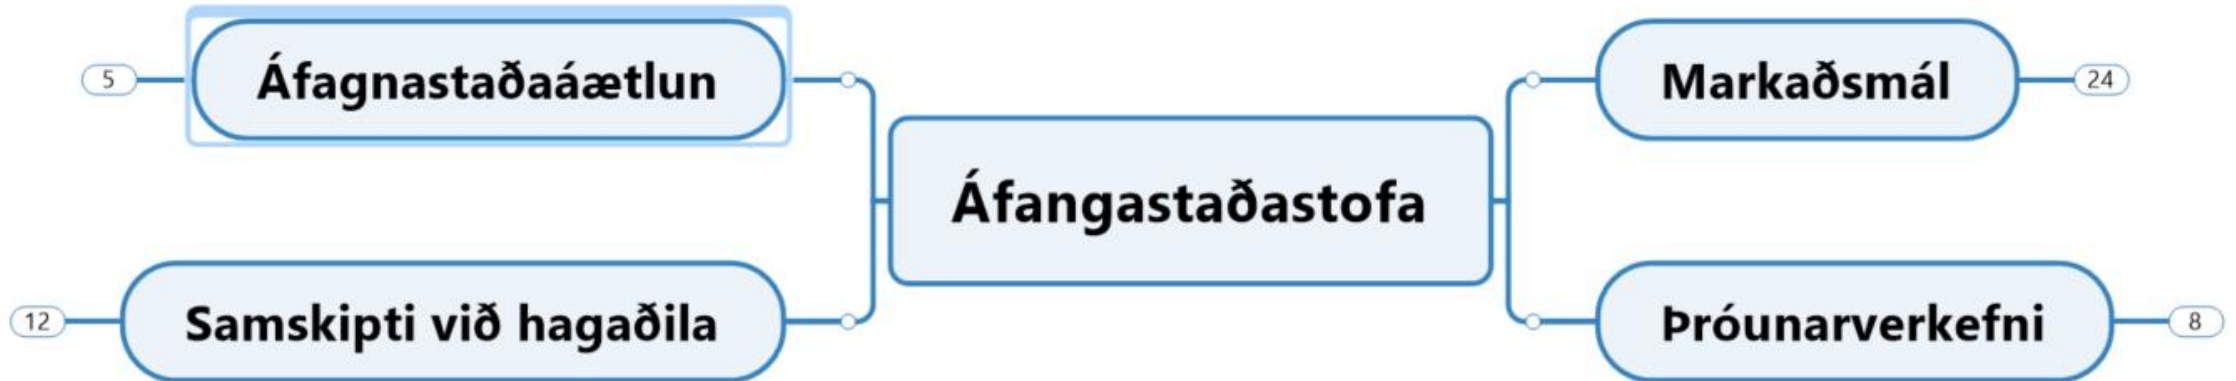 5
Áfagnastaðaáætlun
Markaðsmál
24
Áfangastaðastofa
12
Samskipti við hagaðila
Þróunarverkefni
8